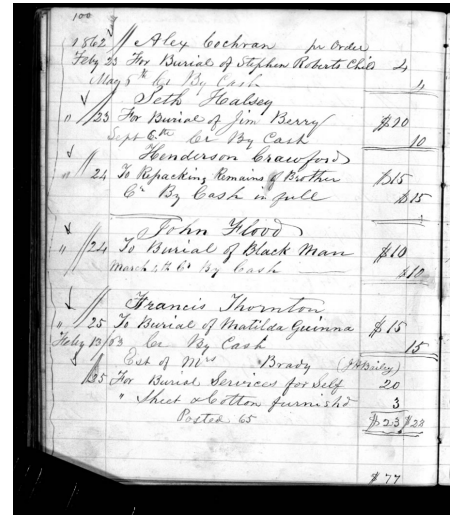 100
1862 // Alex Cochran pr Order
Feby 23 For Burial of Stephen Roberts Child 4
May 8th Cr By Cash 4
Seth Halsey
" // 23 For Burial of Jim Berry $20
Sept 6th Cr By Cash 10
Henderson Crawford
" // 24 To Repacking Remains of Brother $15
Cr By Cash in full $15
John Flood
" // 24 To Burial of Black Man $10
March 4th Cr By Cash $10
Francis Thornton
" // 25 To Burial of Matilda Guinna $15
Feby 13/63 Cr By Cash 15
Est of Mrs Brady
// 25 For Burial Services for Self 20
" Sheet & Cotton furnishd 3
Posted 65 $23 $23
$77